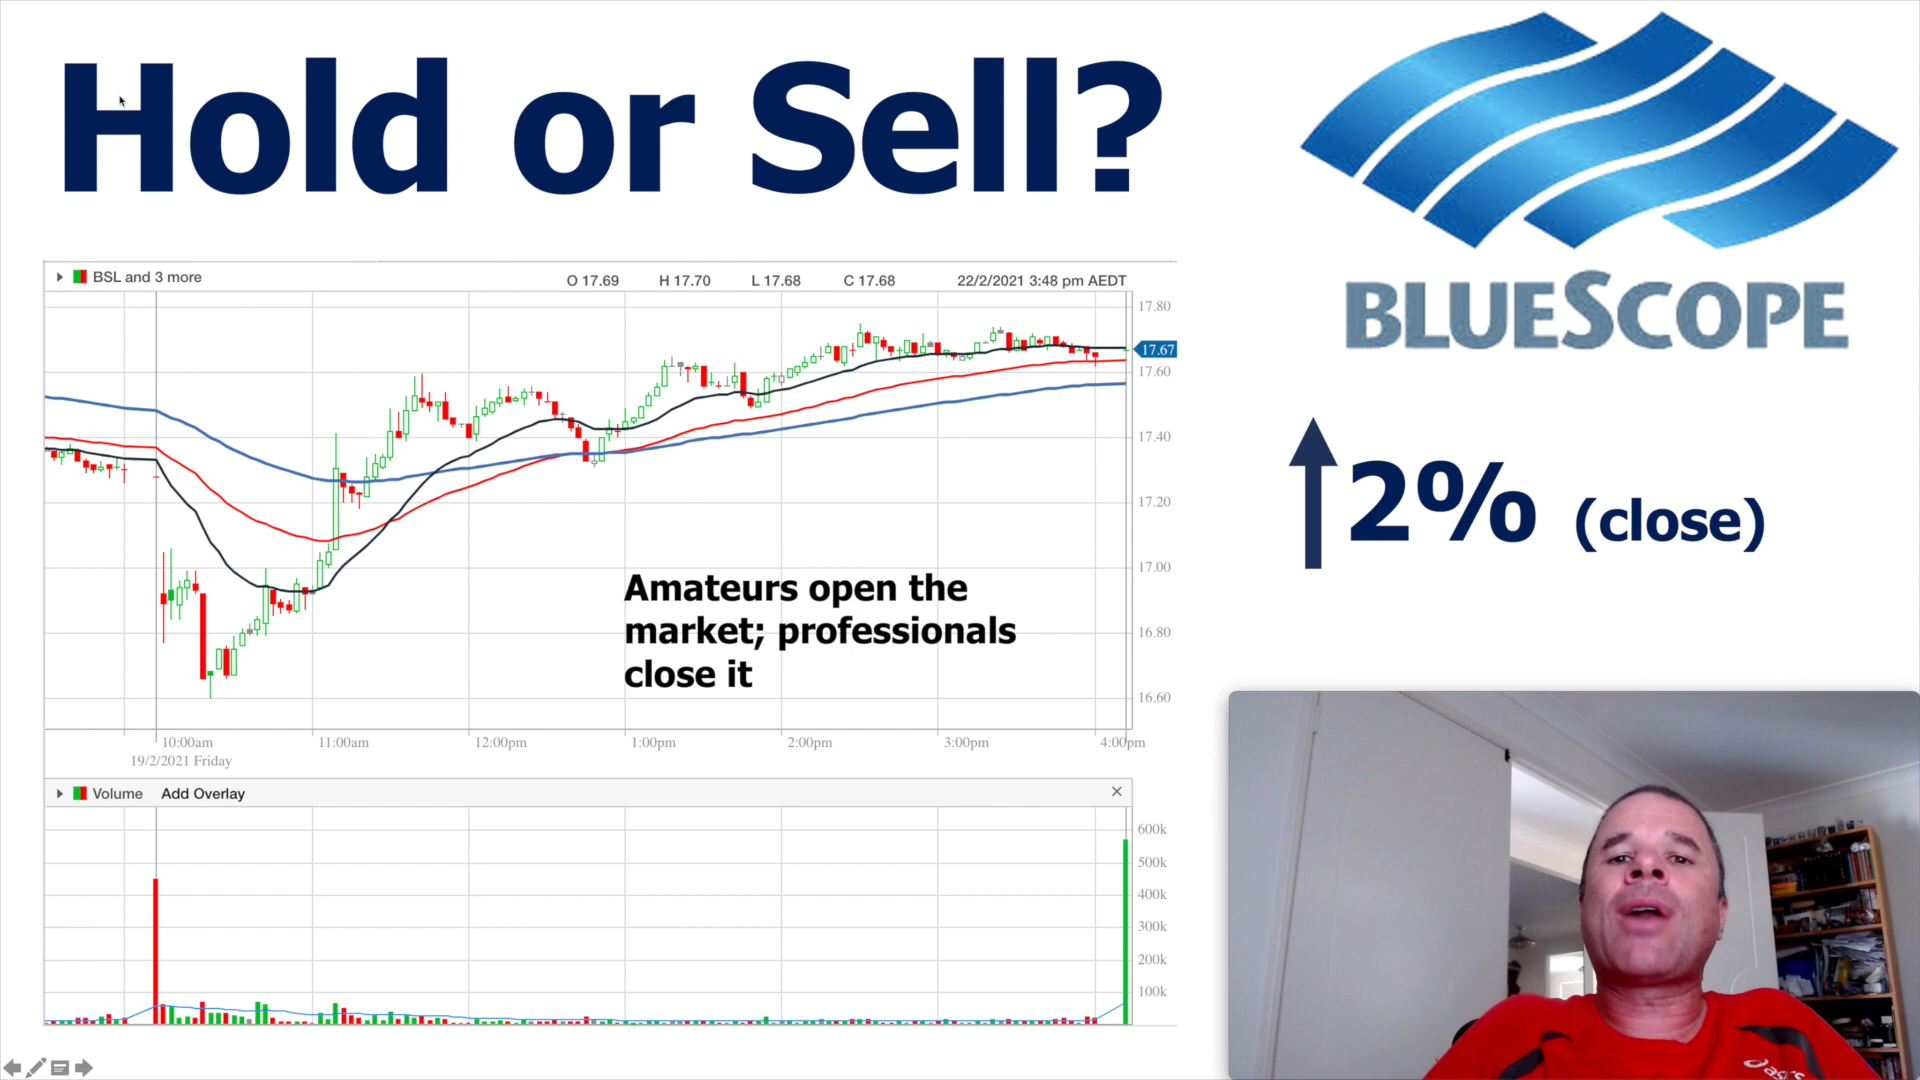 Hold or Sell?
BLUESCOPE
BSL and 3 more
O 17.69 H 17.70 L 17.68 C 17.68 22/2/2021 3:48 pm AEDT
17.80
17.67
17.60
17.40
17.20
17.00
16.80
16.60
2% (close)
Amateurs open the
market; professionals
close it
10:00am 11:00am 12:00pm 1:00pm 2:00pm 3:00pm 4:00pm
19/2/2021 Friday
Volume Add Overlay
600k
500k
400k
300k
200k
100k
asics